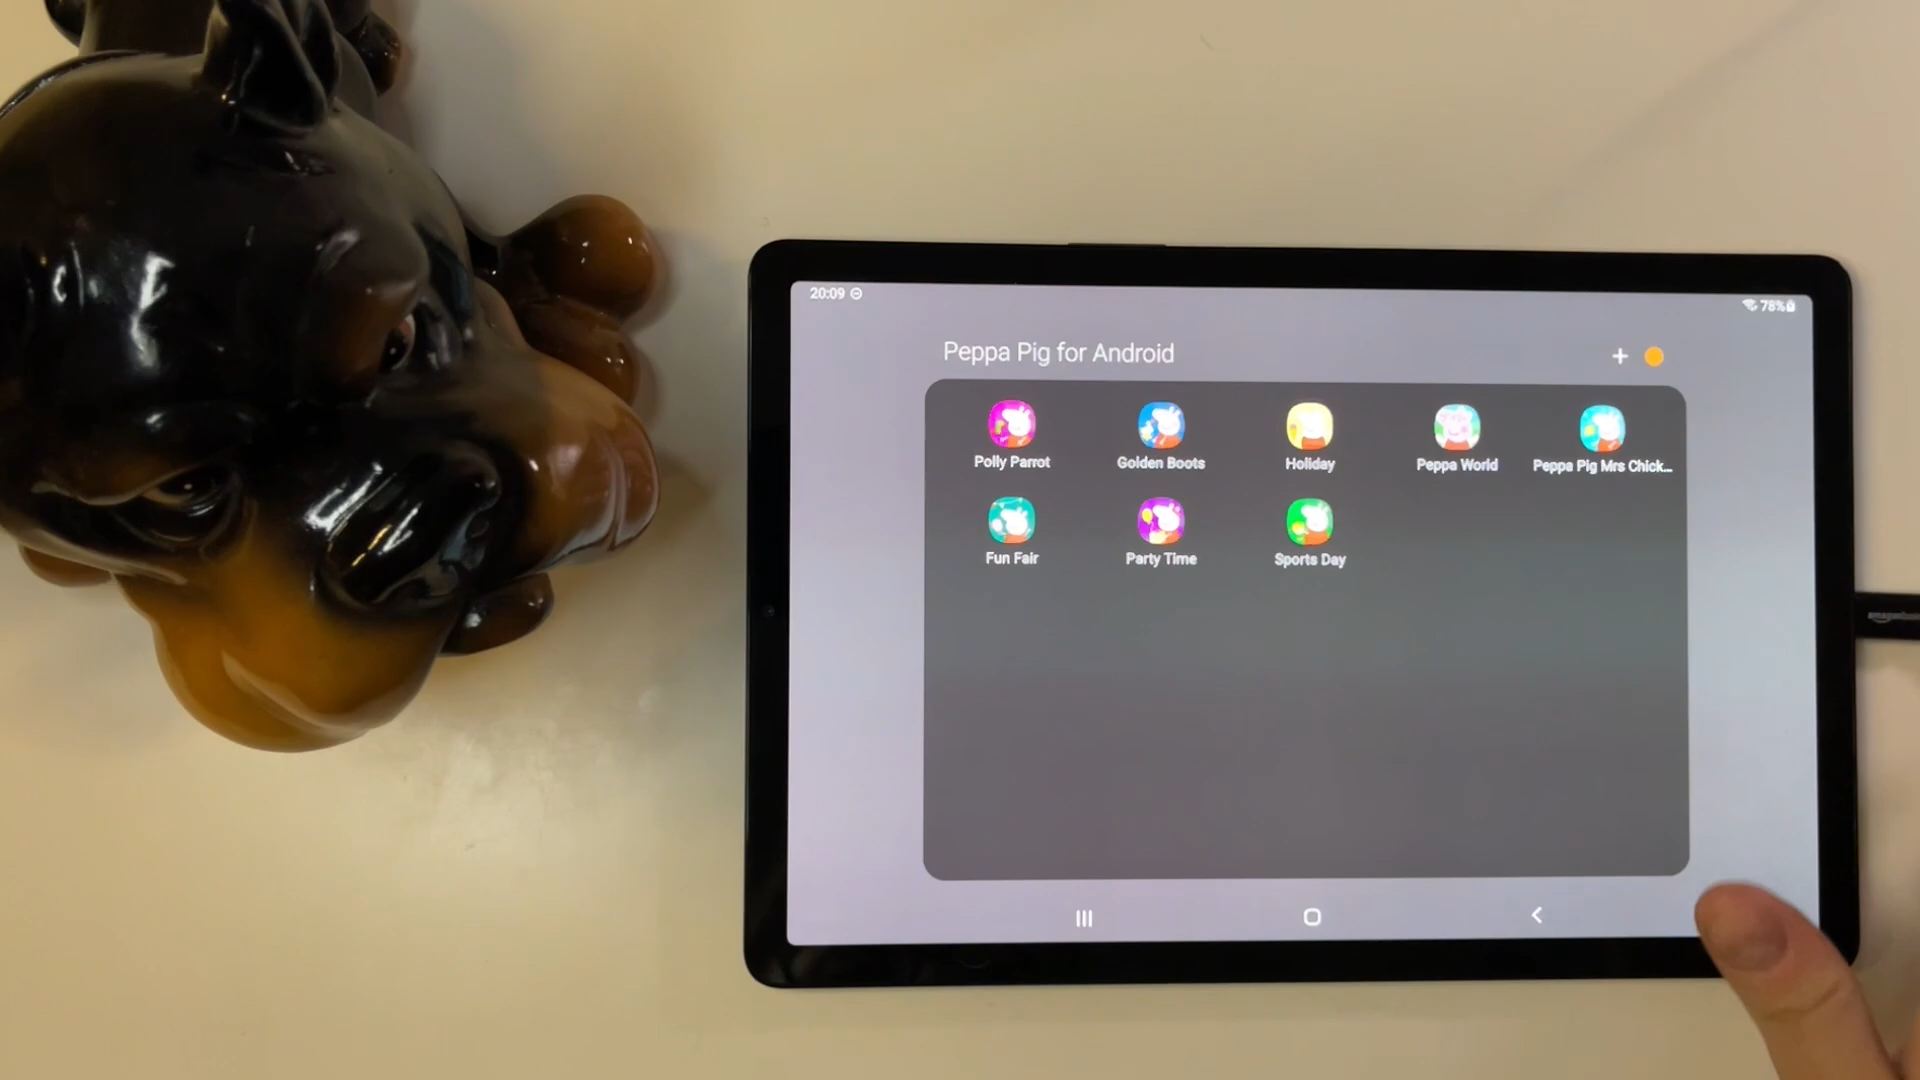 20:09
78%
Peppa Pig for Android
Polly Parrot
Golden Boots
Holiday
Peppa World
Peppa Pig Mrs Chick...
Fun Fair
Party Time
Sports Day